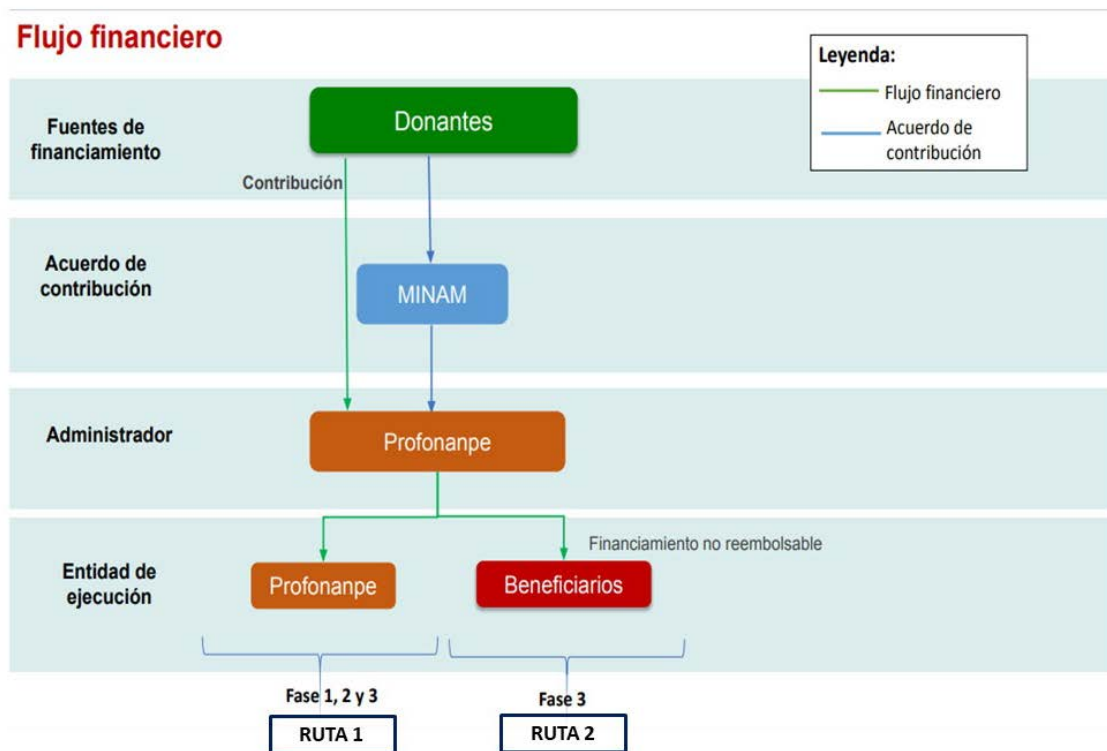 Flujo financiero
Leyenda:
Flujo financiero
Acuerdo de
contribución
Fuentes de
financiamiento
Donantes
Contribución
Acuerdo de
contribución
MINAM
Administrador
Profonanpe
Financiamiento no reembolsable
Entidad de
ejecución
Profonanpe
Beneficiarios
Fase 1, 2 y 3
Fase 3
RUTA 1
RUTA 2